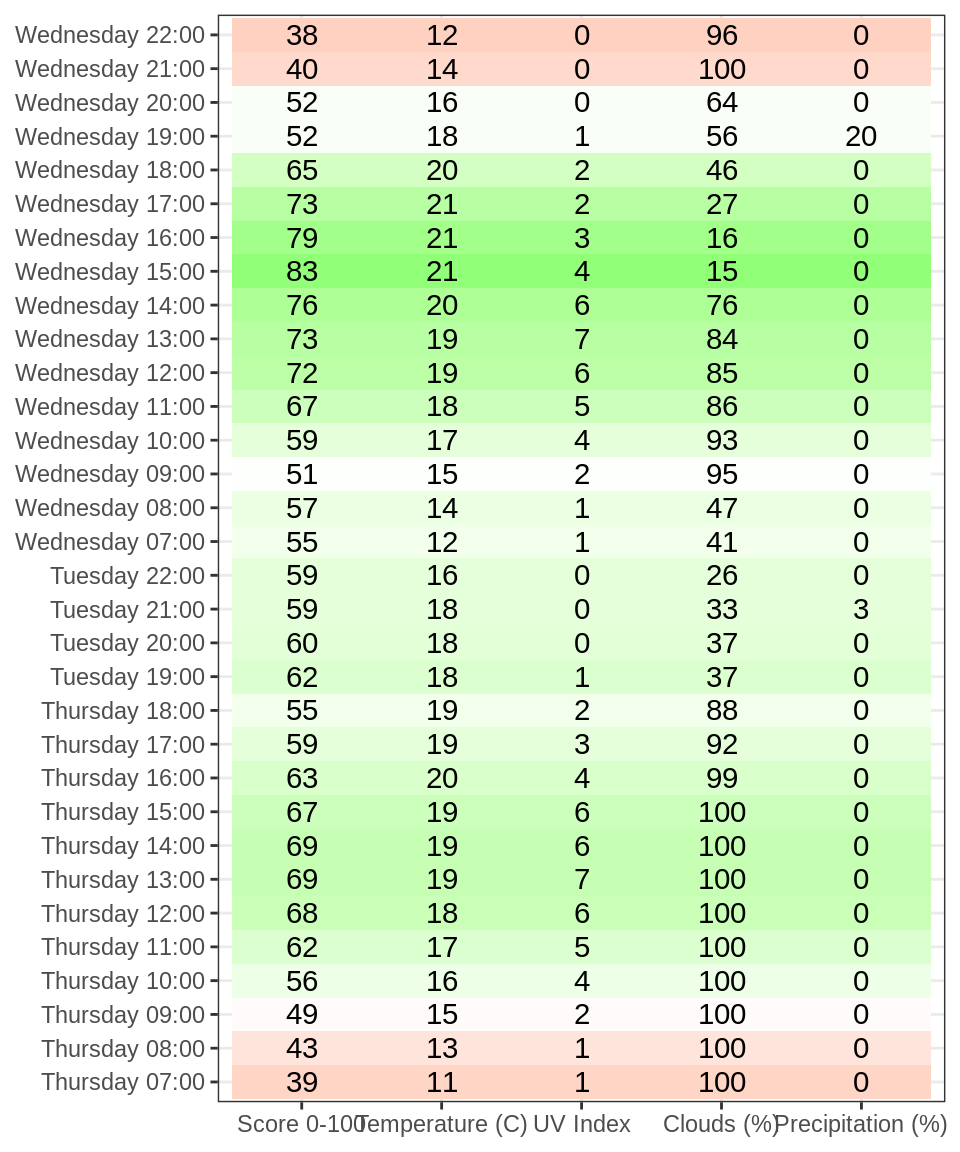 Wednesday 22:00 38 12 0 96 0
Wednesday 21:00 40 14 0 100 0
Wednesday 20:00 52 16 0 64 0
Wednesday 19:00 52 18 1 56 20
Wednesday 18:00 65 20 2 46 0
Wednesday 17:00 73 21 2 27 0
Wednesday 16:00 79 21 3 16 0
Wednesday 15:00 83 21 4 15 0
Wednesday 14:00 76 20 6 76 0
Wednesday 13:00 73 19 7 84 0
Wednesday 12:00 72 19 6 85 0
Wednesday 11:00 67 18 5 86 0
Wednesday 10:00 59 17 4 93 0
Wednesday 09:00 51 15 2 95 0
Wednesday 08:00 57 14 1 47 0
Wednesday 07:00 55 12 1 41 0
Tuesday 22:00 59 16 0 26 0
Tuesday 21:00 59 18 0 33 3
Tuesday 20:00 60 18 0 37 0
Tuesday 19:00 62 18 1 37 0
Thursday 18:00 55 19 2 88 0
Thursday 17:00 59 19 3 92 0
Thursday 16:00 63 20 4 99 0
Thursday 15:00 67 19 6 100 0
Thursday 14:00 69 19 6 100 0
Thursday 13:00 69 19 7 100 0
Thursday 12:00 68 18 6 100 0
Thursday 11:00 62 17 5 100 0
Thursday 10:00 56 16 4 100 0
Thursday 09:00 49 15 2 100 0
Thursday 08:00 43 13 1 100 0
Thursday 07:00 39 11 1 100 0
Score 0-100 Temperature (C) UV Index Clouds (%) Precipitation (%)